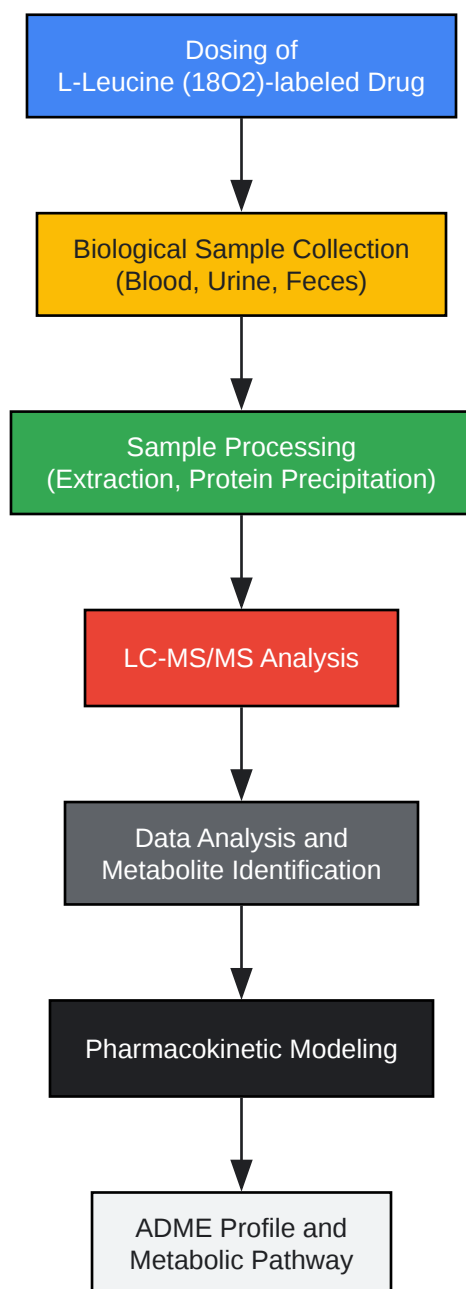 Dosing of
L-Leucine (18O2)-labeled Drug
Biological Sample Collection
(Blood, Urine, Feces)
Sample Processing
(Extraction, Protein Precipitation)
LC-MS/MS Analysis
Data Analysis and
Metabolite Identification
Pharmacokinetic Modeling
ADME Profile and
Metabolic Pathway